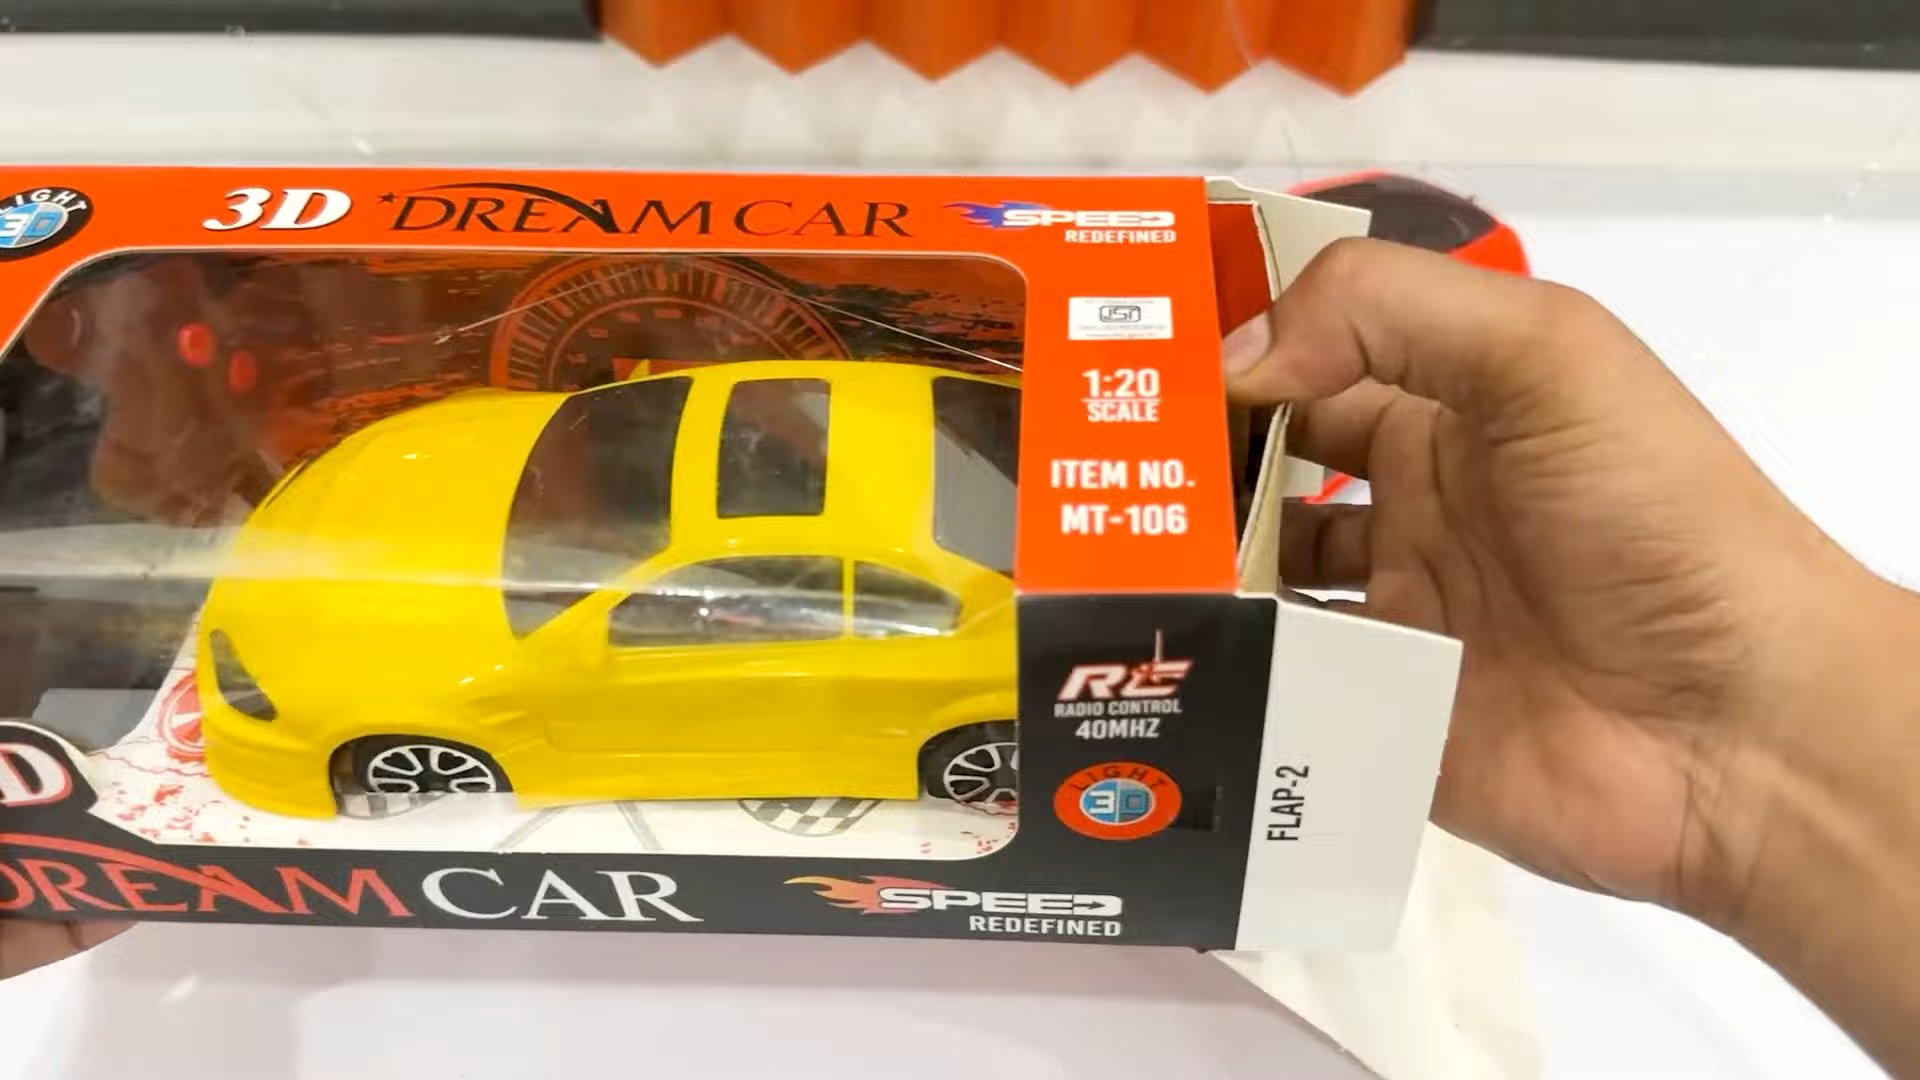 LIGHT
3D
3D DREAM CAR
SPEED
REDEFINED
ISI
1:20
SCALE
ITEM NO.
MT-106
RC
RADIO CONTROL
40MHZ
LIGHT
3D
FLAP-2
D
DREAM CAR
SPEED
REDEFINED